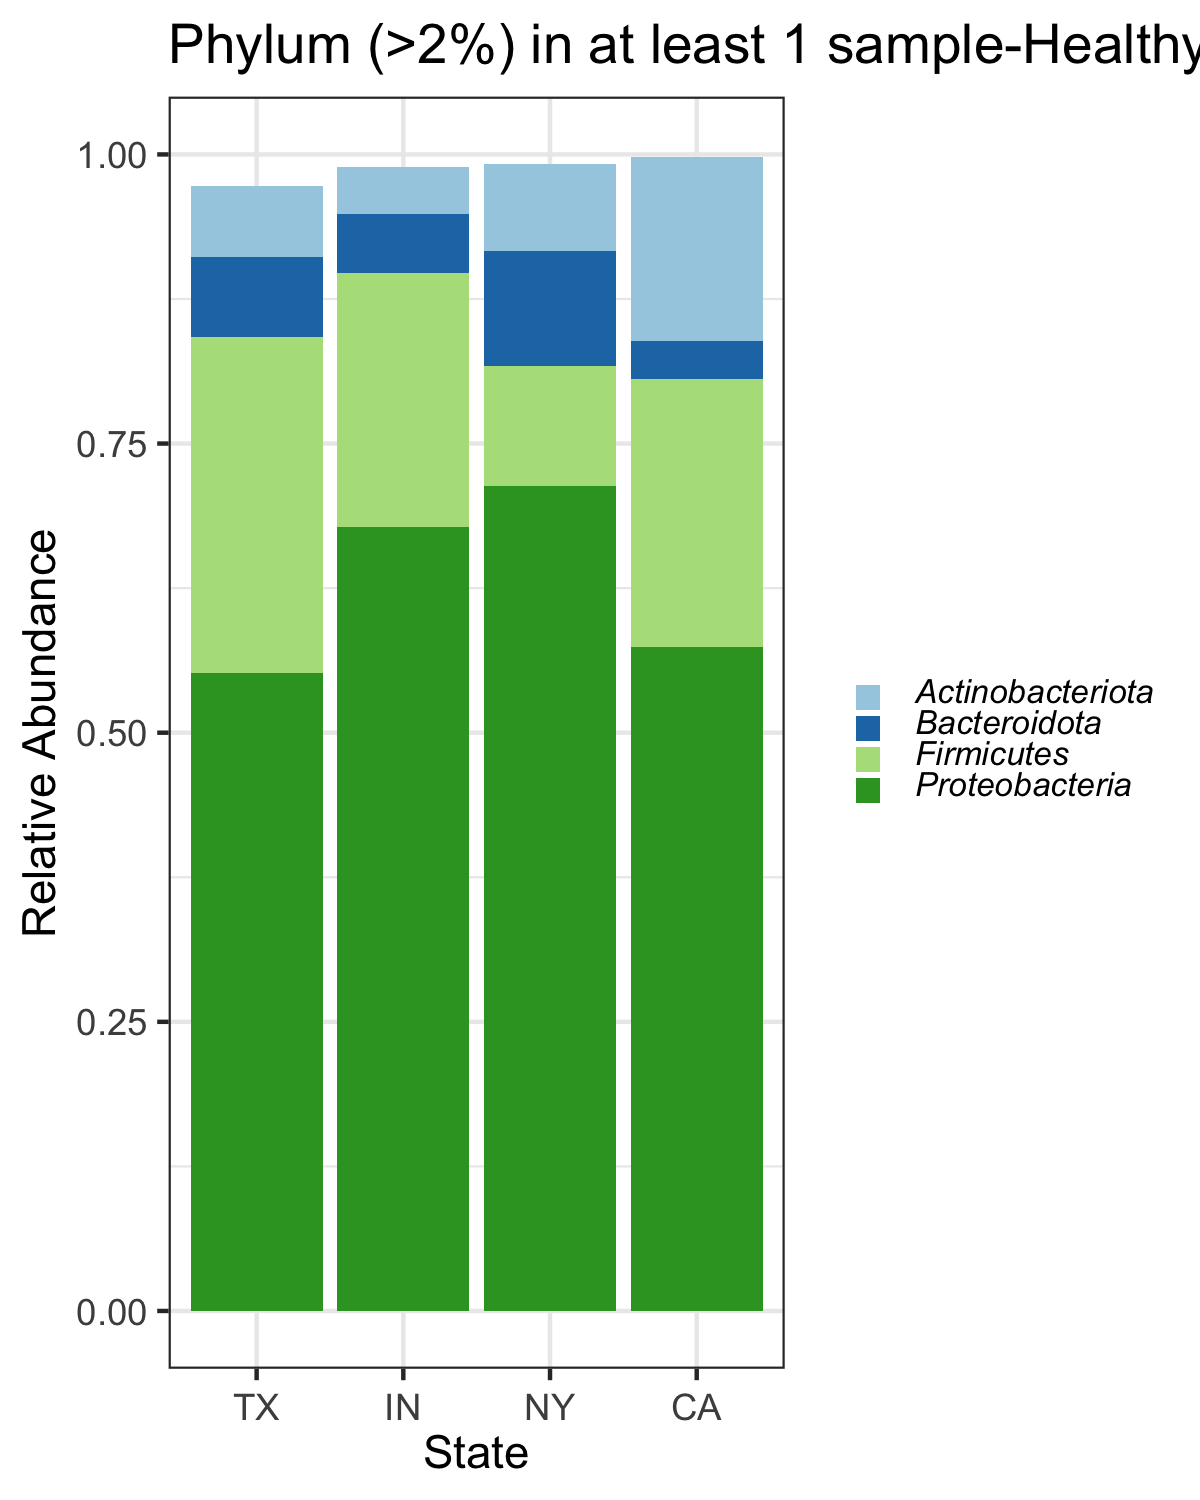 Phylum (>2%) in at least 1 sample-Healthy
1.00
0.75
0.50
0.25
0.00
Relative Abundance
TX IN NY CA
State
Actinobacteriota
Bacteroidota
Firmicutes
Proteobacteria